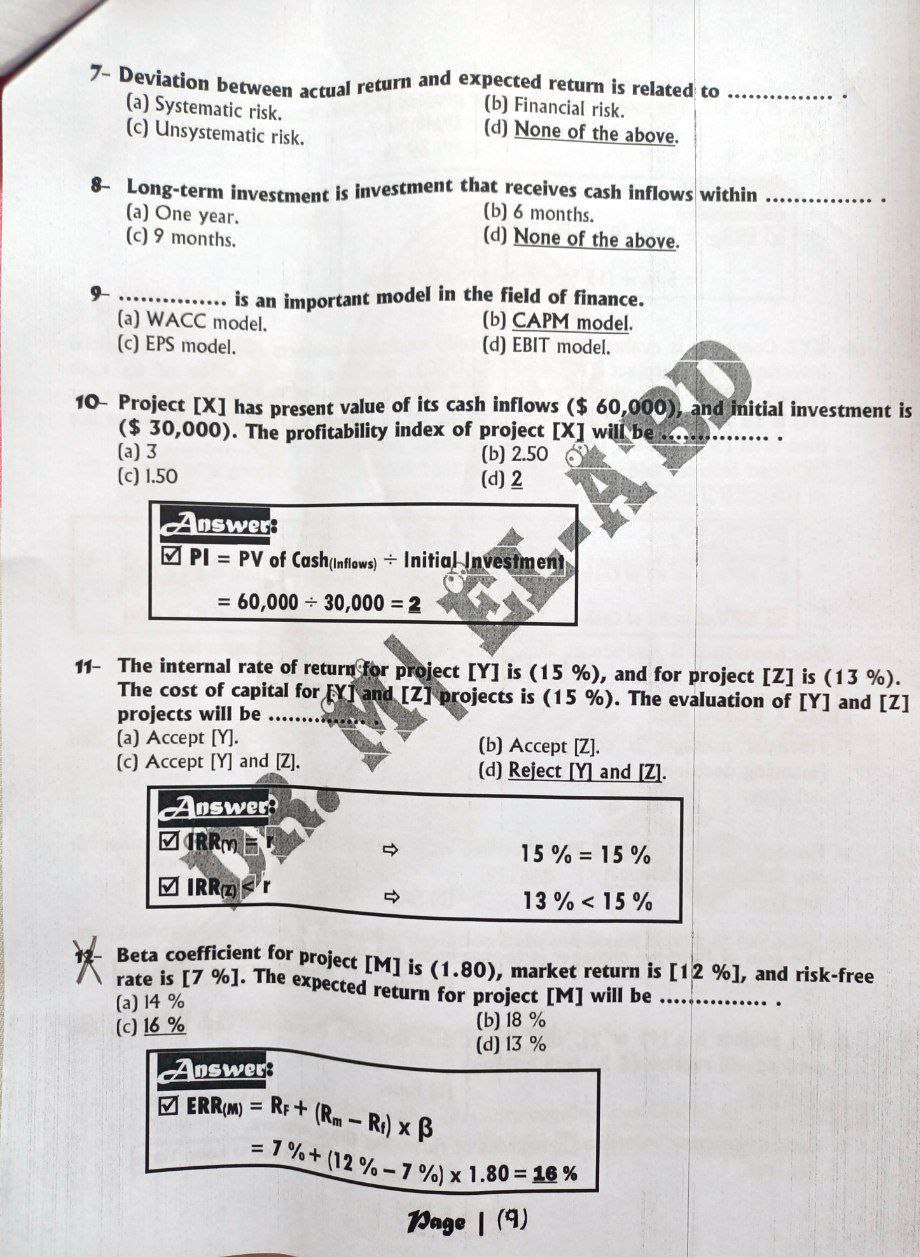 7- Deviation between actual return and expected return is related to ............... .
(a) Systematic risk. (b) Financial risk.
(c) Unsystematic risk. (d) None of the above.
8- Long-term investment is investment that receives cash inflows within ............... .
(a) One year. (b) 6 months.
(c) 9 months. (d) None of the above.
9- ............... is an important model in the field of finance.
(a) WACC model. (b) CAPM model.
(c) EPS model. (d) EBIT model.
10- Project [X] has present value of its cash inflows ($ 60,000), and initial investment is
($ 30,000). The profitability index of project [X] will be ............... .
(a) 3 (b) 2.50
(c) 1.50 (d) 2
Answer:
☑ PI = PV of Cash(Inflows) ÷ Initial Investment
= 60,000 ÷ 30,000 = 2
11- The internal rate of return for project [Y] is (15 %), and for project [Z] is (13 %).
The cost of capital for [Y] and [Z] projects is (15 %). The evaluation of [Y] and [Z]
projects will be ............... .
(a) Accept [Y]. (b) Accept [Z].
(c) Accept [Y] and [Z]. (d) Reject [Y] and [Z].
Answer:
☑ IRR(Y) = r ⇨ 15 % = 15 %
☑ IRR(Z) < r ⇨ 13 % < 15 %
12- Beta coefficient for project [M] is (1.80), market return is [12 %], and risk-free
rate is [7 %]. The expected return for project [M] will be ............... .
(a) 14 % (b) 18 %
(c) 16 % (d) 13 %
Answer:
☑ ERR(M) = RF + (Rm – Rf) x β
= 7 % + (12 % – 7 %) x 1.80 = 16 %
Page | (9)
DR. M| EL-A'BD